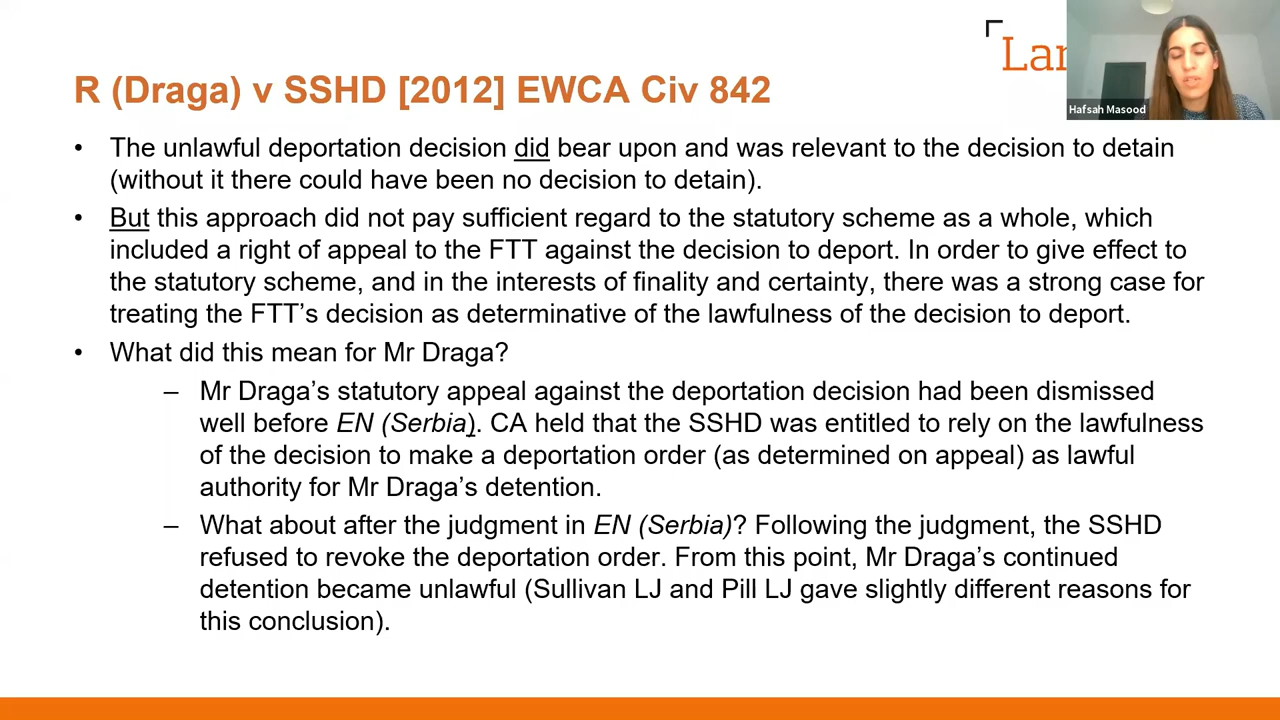 Lan
Hafsah Masood
R (Draga) v SSHD [2012] EWCA Civ 842
• The unlawful deportation decision did bear upon and was relevant to the decision to detain
(without it there could have been no decision to detain).
• But this approach did not pay sufficient regard to the statutory scheme as a whole, which
included a right of appeal to the FTT against the decision to deport. In order to give effect to
the statutory scheme, and in the interests of finality and certainty, there was a strong case for
treating the FTT’s decision as determinative of the lawfulness of the decision to deport.
• What did this mean for Mr Draga?
– Mr Draga’s statutory appeal against the deportation decision had been dismissed
well before EN (Serbia). CA held that the SSHD was entitled to rely on the lawfulness
of the decision to make a deportation order (as determined on appeal) as lawful
authority for Mr Draga’s detention.
– What about after the judgment in EN (Serbia)? Following the judgment, the SSHD
refused to revoke the deportation order. From this point, Mr Draga’s continued
detention became unlawful (Sullivan LJ and Pill LJ gave slightly different reasons for
this conclusion).